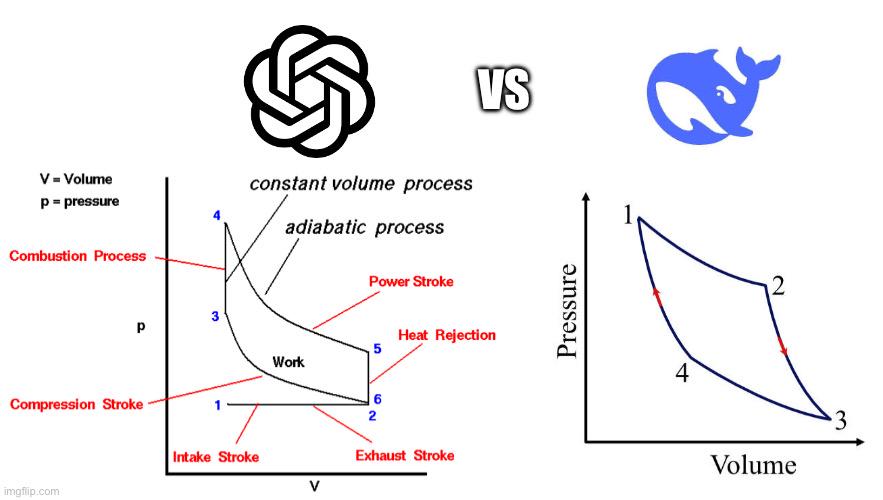 VS
V = Volume
p = pressure
constant volume process
adiabatic process
4
Combustion Process
Power Stroke
3
p
Heat Rejection
5
Work
6
Compression Stroke
1
2
Intake Stroke
Exhaust Stroke
V
1
2
Pressure
4
3
Volume
imgflip.com